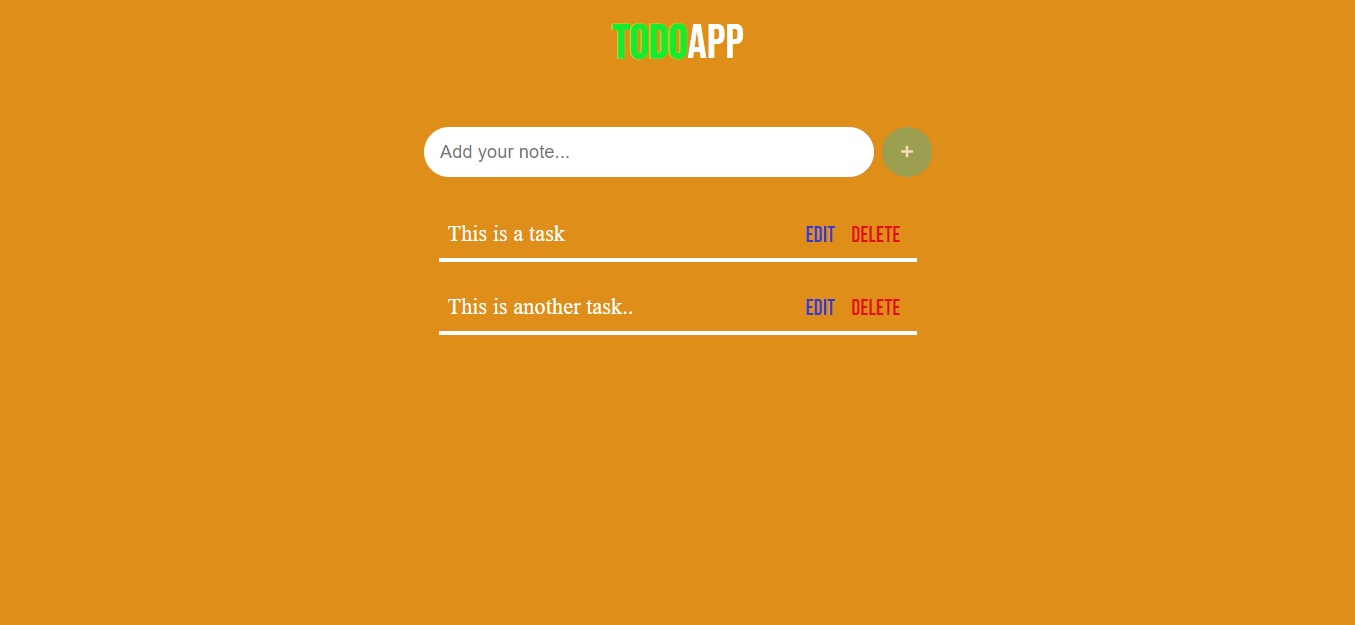 TODOAPP
Add your note...
+
This is a task EDIT DELETE
This is another task.. EDIT DELETE